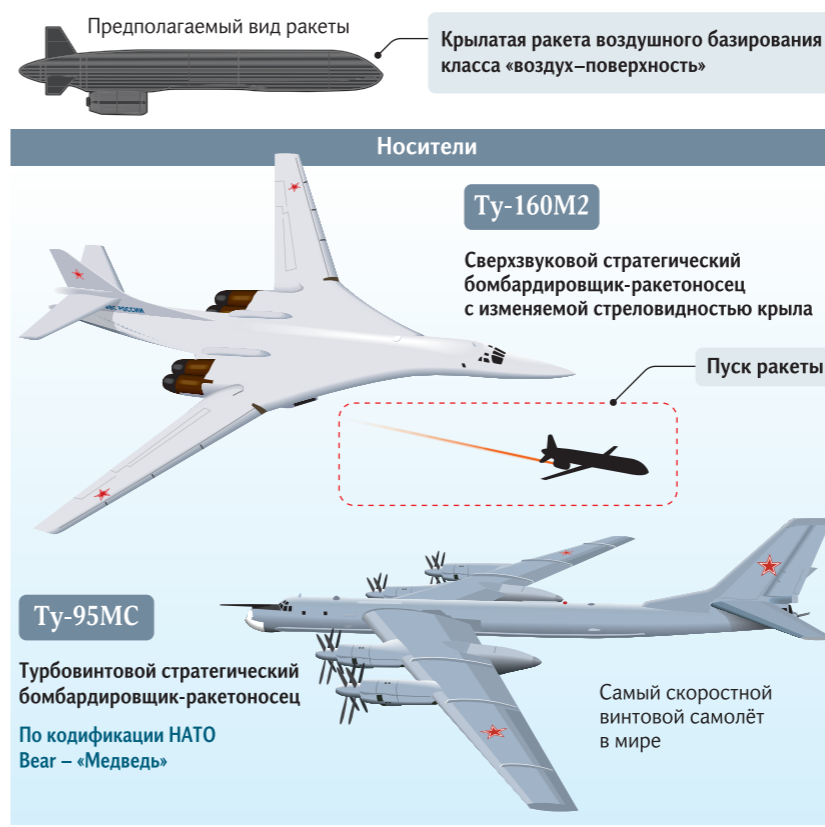 Предполагаемый вид ракеты
Крылатая ракета воздушного базирования
класса «воздух–поверхность»
Носители
Ту-160М2
Сверхзвуковой стратегический
бомбардировщик-ракетоносец
с изменяемой стреловидностью крыла
Пуск ракеты
Ту-95МС
Турбовинтовой стратегический
бомбардировщик-ракетоносец
По кодификации НАТО
Bear – «Медведь»
Самый скоростной
винтовой самолёт
в мире